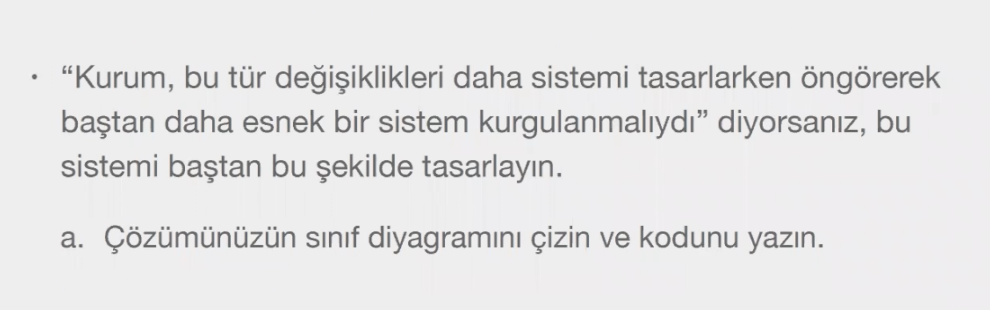 · “Kurum, bu tür değişiklikleri daha sistemi tasarlarken öngörerek
baştan daha esnek bir sistem kurgulanmalıydı” diyorsanız, bu
sistemi baştan bu şekilde tasarlayın.
a. Çözümünüzün sınıf diyagramını çizin ve kodunu yazın.